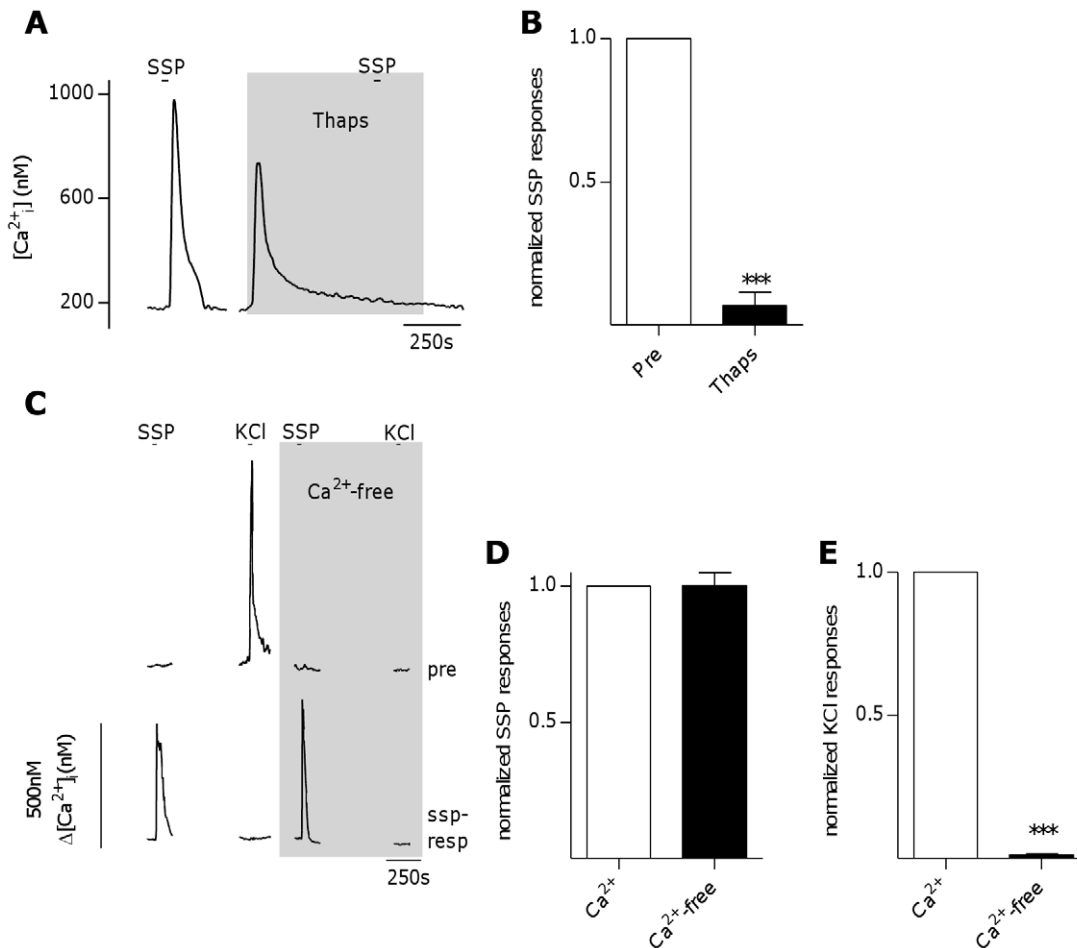 A
SSP
SSP
Thaps
1000
600
200
[Ca²⁺ᵢ] (nM)
250s
B
1.0
0.5
normalized SSP responses
***
Pre
Thaps
C
SSP
KCl
SSP
KCl
Ca²⁺-free
pre
500nM
Δ[Ca²⁺]ᵢ(nM)
ssp-
resp
250s
D
1.0
0.5
normalized SSP responses
Ca²⁺
Ca²⁺-free
E
1.0
0.5
normalized KCl responses
***
Ca²⁺
Ca²⁺-free